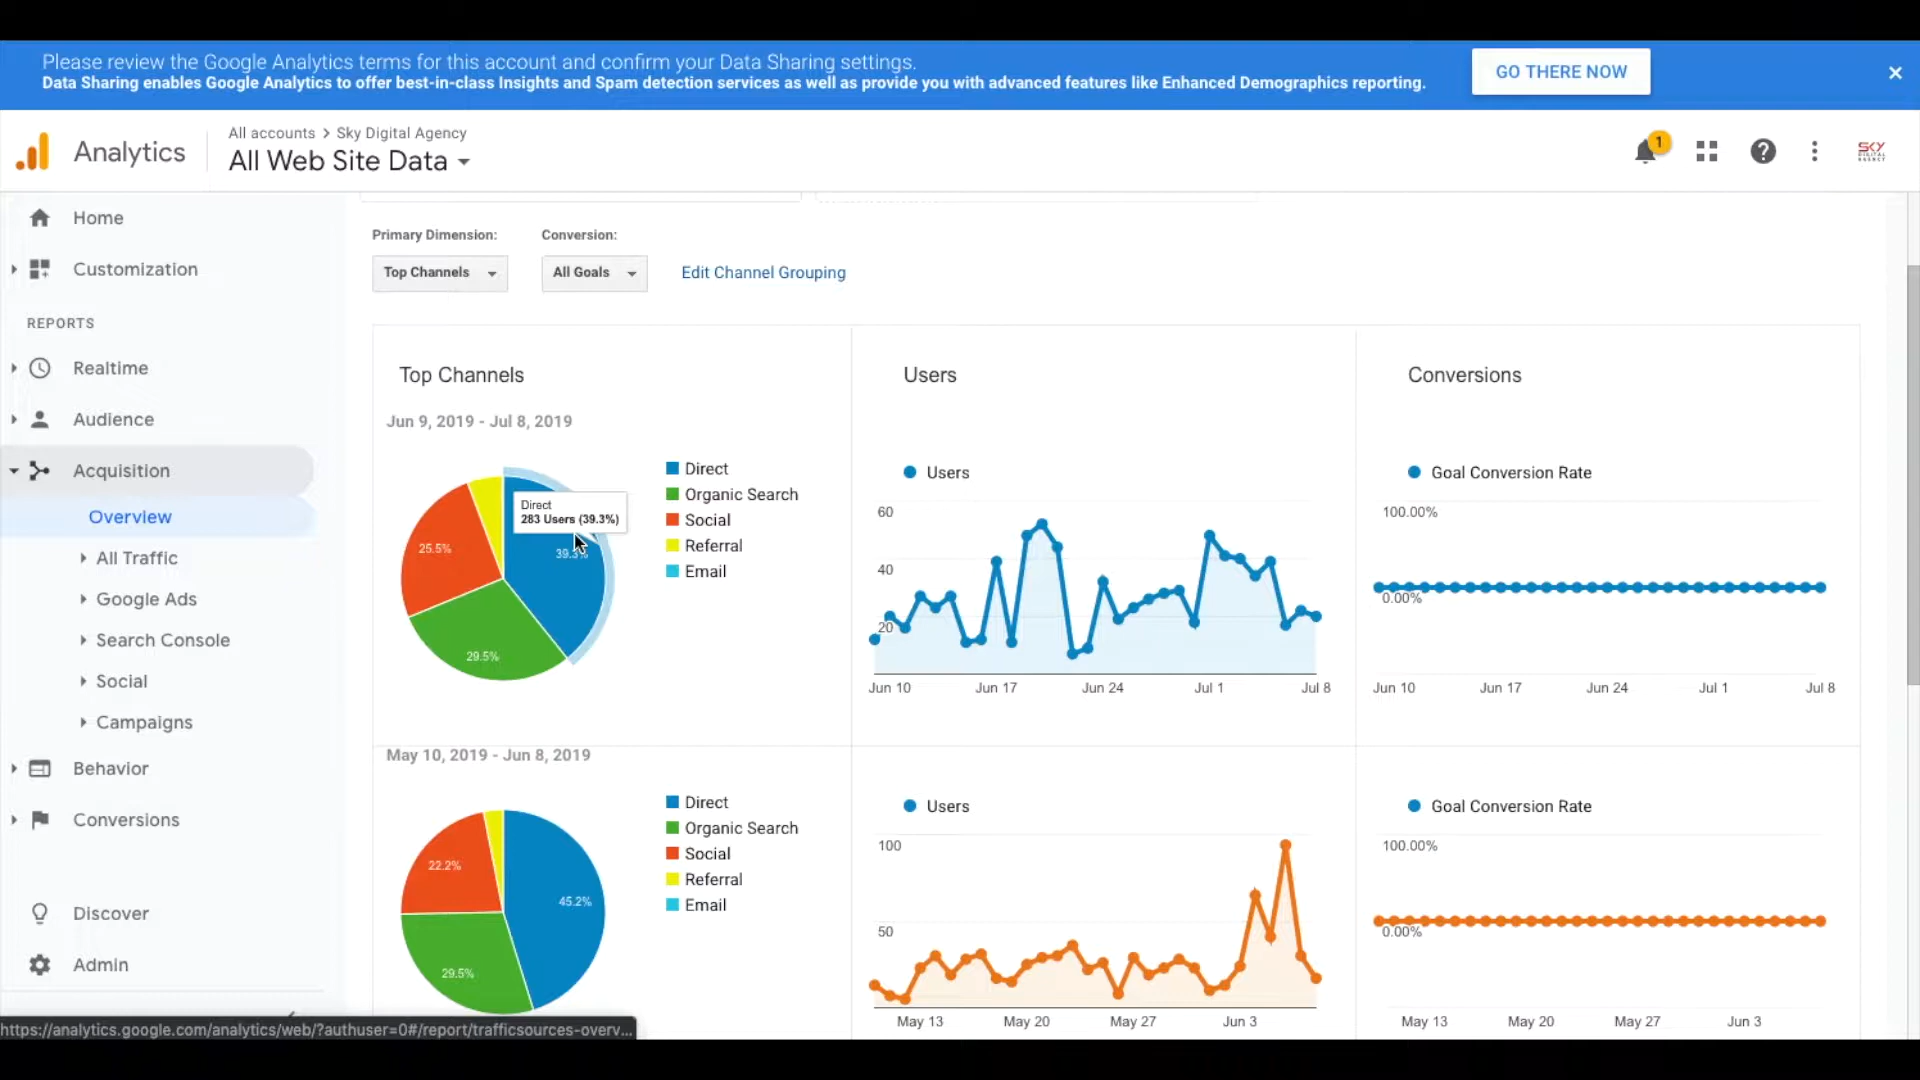 Please review the Google Analytics terms for this account and confirm your Data Sharing settings.
Data Sharing enables Google Analytics to offer best-in-class Insights and Spam detection services as well as provide you with advanced features like Enhanced Demographics reporting.
GO THERE NOW
Analytics
All accounts > Sky Digital Agency
All Web Site Data
1
SKY
DIGITAL
AGENCY
Home
Customization
REPORTS
Realtime
Audience
Acquisition
Overview
All Traffic
Google Ads
Search Console
Social
Campaigns
Behavior
Conversions
Discover
Admin
https://analytics.google.com/analytics/web/?authuser=0#/report/trafficsources-overv...
Primary Dimension:
Top Channels
Conversion:
All Goals
Edit Channel Grouping
Top Channels
Jun 9, 2019 - Jul 8, 2019
Direct
283 Users (39.3%)
39.3%
25.5%
29.5%
Direct
Organic Search
Social
Referral
Email
Users
Users
60
40
20
Jun 10
Jun 17
Jun 24
Jul 1
Jul 8
Conversions
Goal Conversion Rate
100.00%
0.00%
Jun 10
Jun 17
Jun 24
Jul 1
Jul 8
May 10, 2019 - Jun 8, 2019
22.2%
45.2%
29.5%
Direct
Organic Search
Social
Referral
Email
Users
100
50
May 13
May 20
May 27
Jun 3
Goal Conversion Rate
100.00%
0.00%
May 13
May 20
May 27
Jun 3